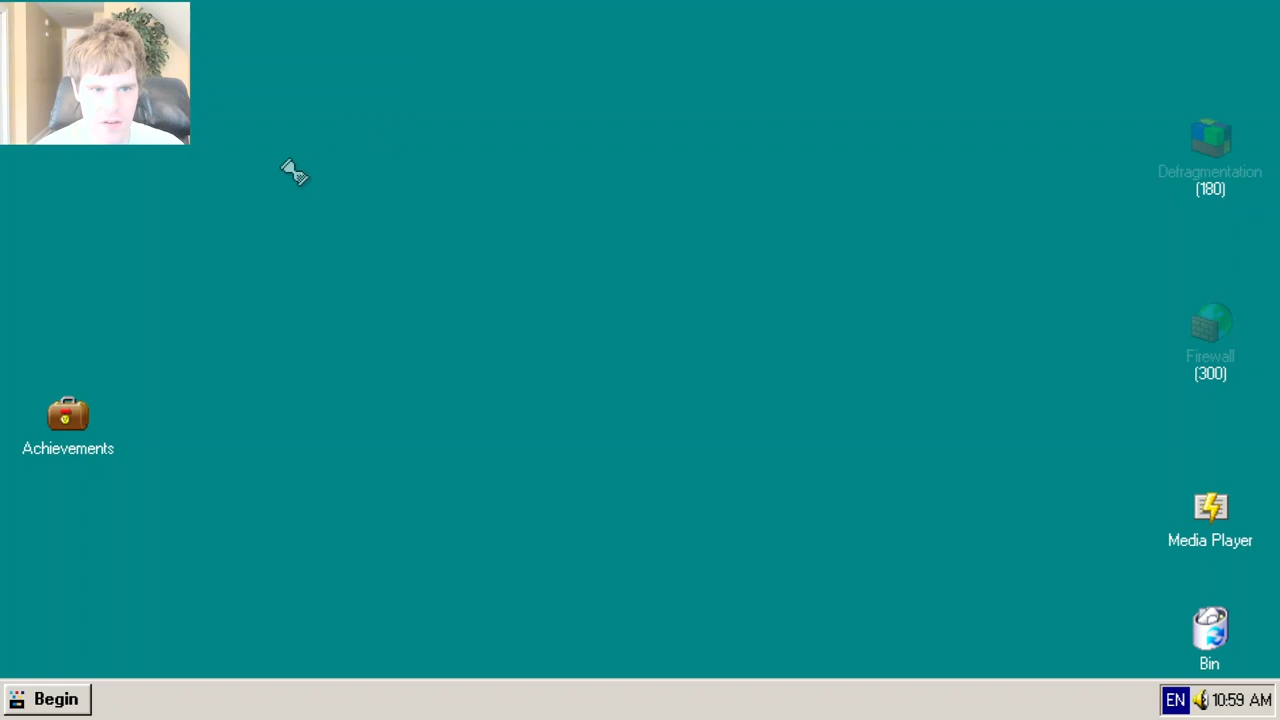 Defragmentation
(180)
Firewall
(300)
Achievements
Media Player
Bin
Begin
EN
10:59 AM